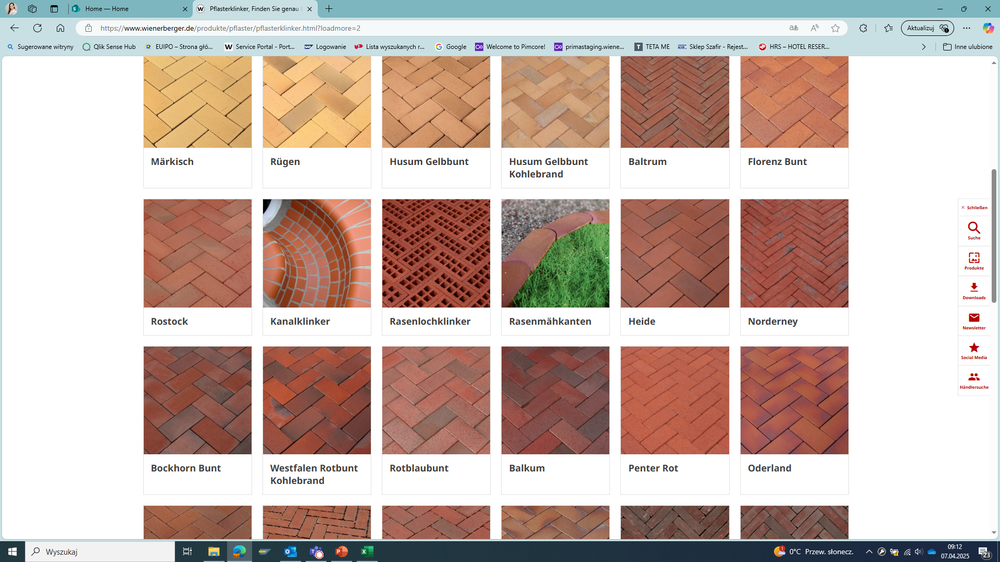 Home — Home
Pflasterklinker, Finden Sie genau
https://www.wienerberger.de/produkte/pflaster/pflasterklinker.html?loadmore=2
Aktualizuj
Sugerowane witryny
Qlik Sense Hub
EUIPO – Strona głó...
Service Portal - Port...
Logowanie
Lista wyszukanych r...
Google
Welcome to Pimcore!
primastaging.wiene...
TETA ME
Sklep Szafir - Rejest...
HRS – HOTEL RESER...
Inne ulubione
Märkisch
Rügen
Husum Gelbbunt
Husum Gelbbunt
Kohlebrand
Baltrum
Florenz Bunt
Rostock
Kanalklinker
Rasenlochklinker
Rasenmähkanten
Heide
Norderney
Bockhorn Bunt
Westfalen Rotbunt
Kohlebrand
Rotblaubunt
Balkum
Penter Rot
Oderland
Schließen
Suche
Produkte
Downloads
Newsletter
Social Media
Händlersuche
Wyszukaj
0°C Przew. słonecz.
09:12
07.04.2025
23